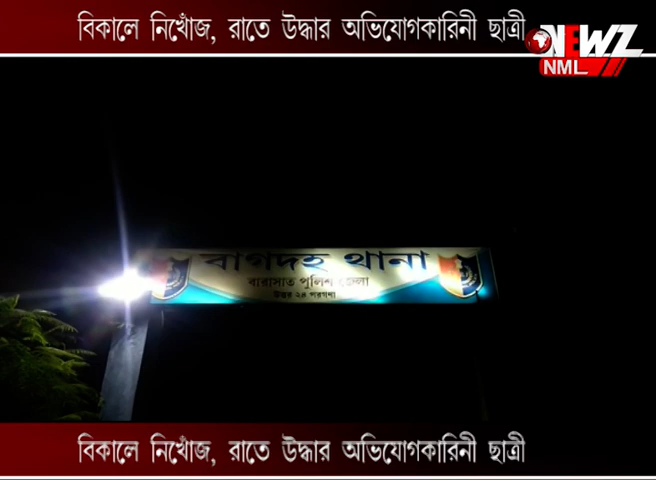 বিকালে নিখোঁজ, রাতে উদ্ধার অভিযোগকারিনী ছাত্রী
NEWZ
NML
বাগদহ থানা
বারাসাত পুলিশ জেলা
উত্তর ২৪ পরগণা
বিকালে নিখোঁজ, রাতে উদ্ধার অভিযোগকারিনী ছাত্রী